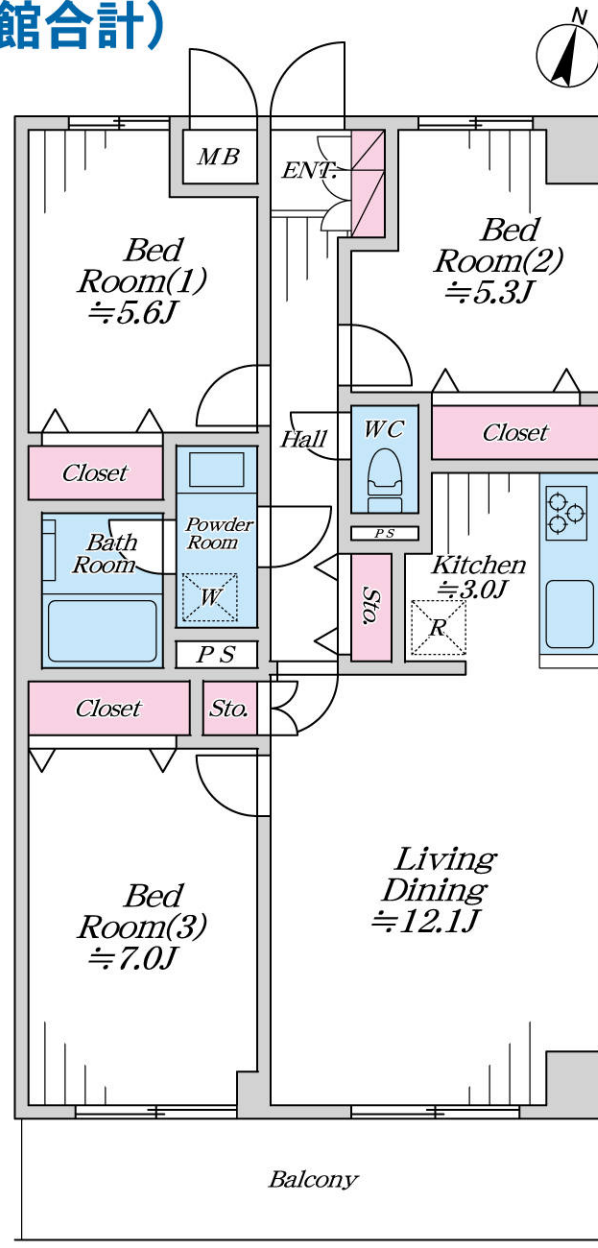 館合計）
N
MB
ENT.
Bed
Room(1)
≒5.6J
Bed
Room(2)
≒5.3J
Hall
WC
Closet
Closet
PS
Powder
Room
Bath
Room
Kitchen
≒3.0J
W
Sto.
R
PS
Closet
Sto.
Living
Dining
≒12.1J
Bed
Room(3)
≒7.0J
Balcony